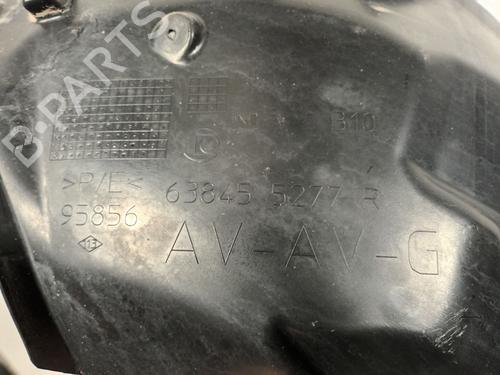 B-PARTS
B10
>P/E< 63845 5277 R
95856
AV-AV-G